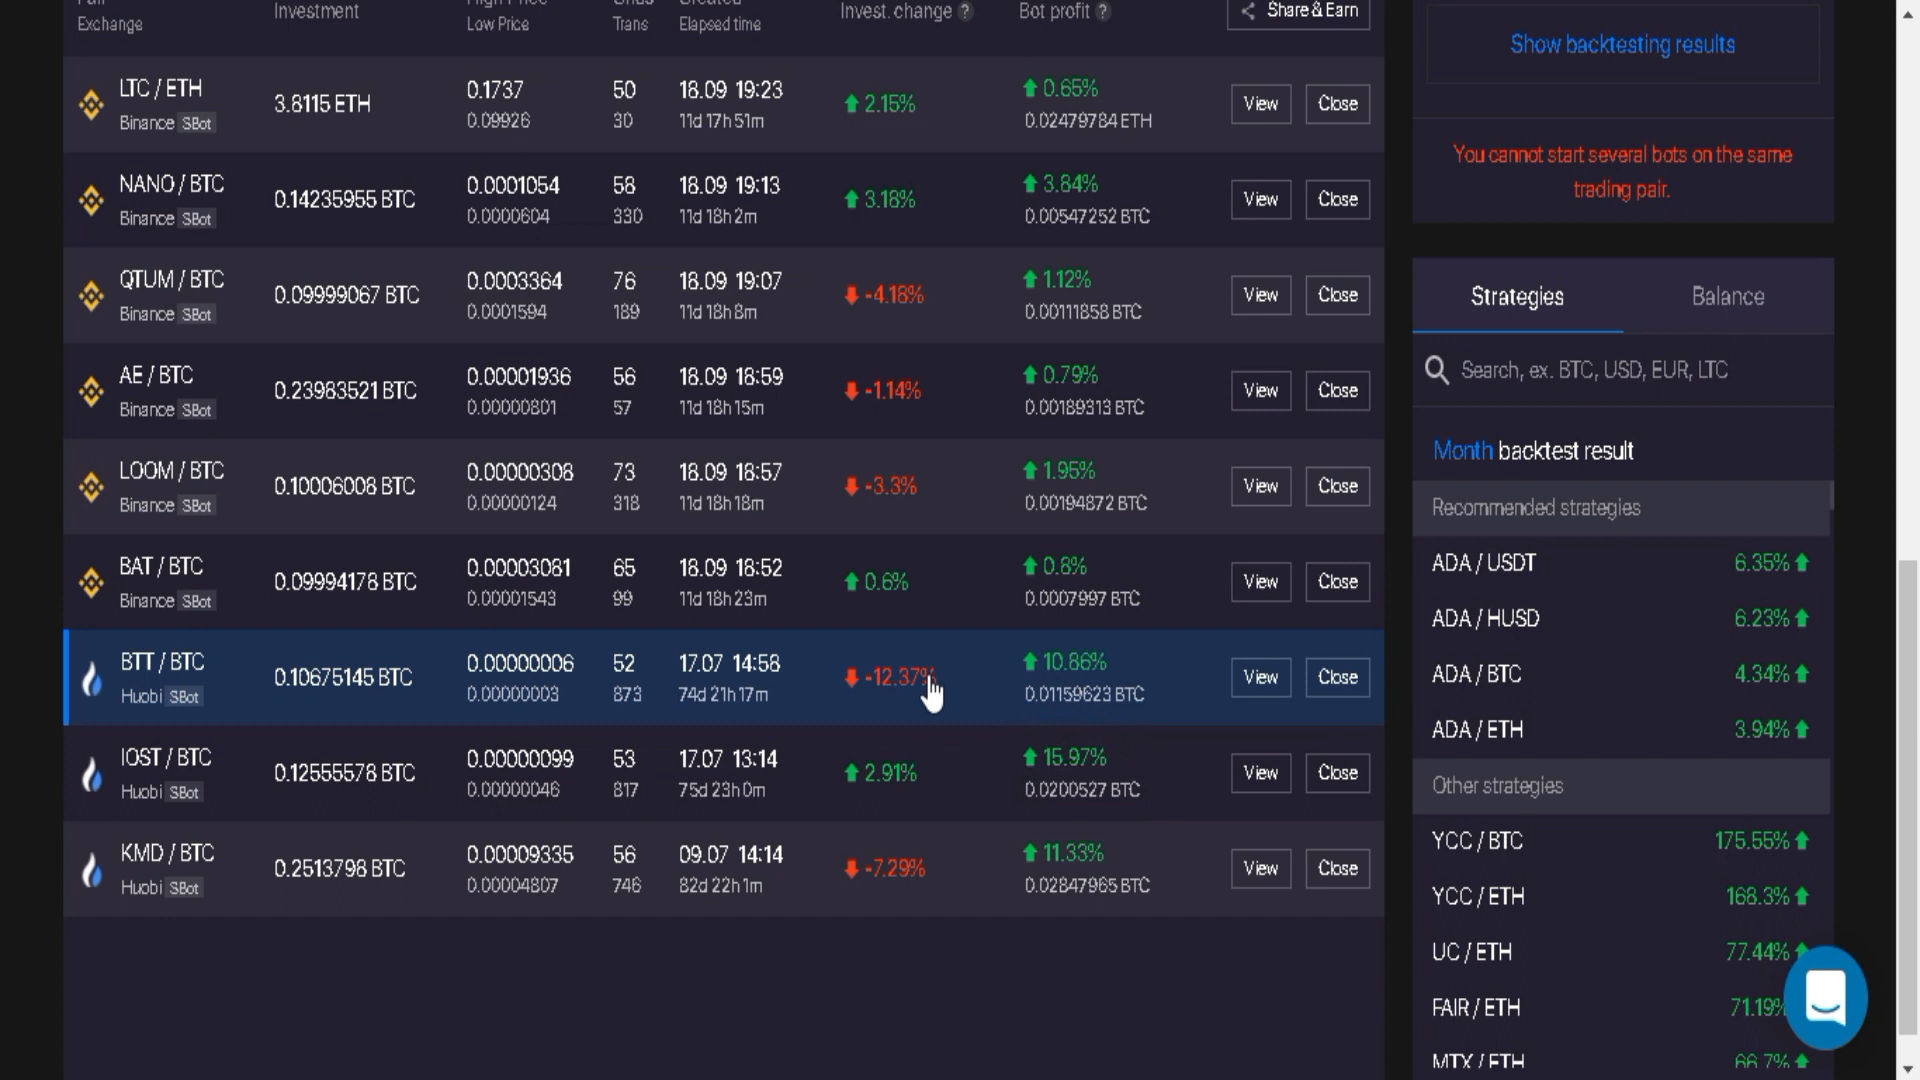 Exchange
Investment
Low Price
Trans
Elapsed time
Invest. change ?
Bot profit ?
Share & Earn
LTC / ETH
Binance SBot
3.8115 ETH
0.1737
0.09926
50
30
18.09 19:23
11d 17h 51m
2.15%
0.65%
0.02479784 ETH
View
Close
NANO / BTC
Binance SBot
0.14235955 BTC
0.0001054
0.0000604
58
330
18.09 19:13
11d 18h 2m
3.18%
3.84%
0.00547252 BTC
View
Close
QTUM / BTC
Binance SBot
0.09999067 BTC
0.0003364
0.0001594
76
189
18.09 19:07
11d 18h 8m
-4.18%
1.12%
0.00111858 BTC
View
Close
AE / BTC
Binance SBot
0.23983521 BTC
0.00001936
0.00000801
56
57
18.09 18:59
11d 18h 15m
-1.14%
0.79%
0.00189313 BTC
View
Close
LOOM / BTC
Binance SBot
0.10006008 BTC
0.00000308
0.00000124
73
318
18.09 18:57
11d 18h 18m
-3.3%
1.95%
0.00194872 BTC
View
Close
BAT / BTC
Binance SBot
0.09994178 BTC
0.00003081
0.00001543
65
99
18.09 18:52
11d 18h 23m
0.6%
0.8%
0.0007997 BTC
View
Close
BTT / BTC
Huobi SBot
0.10675145 BTC
0.00000006
0.00000003
52
873
17.07 14:58
74d 21h 17m
-12.37%
10.86%
0.01159623 BTC
View
Close
IOST / BTC
Huobi SBot
0.12555578 BTC
0.00000099
0.00000046
53
817
17.07 13:14
75d 23h 0m
2.91%
15.97%
0.0200527 BTC
View
Close
KMD / BTC
Huobi SBot
0.2513798 BTC
0.00009335
0.00004807
56
746
09.07 14:14
82d 22h 1m
-7.29%
11.33%
0.02847965 BTC
View
Close
Show backtesting results
You cannot start several bots on the same
trading pair.
Strategies
Balance
Search, ex. BTC, USD, EUR, LTC
Month backtest result
Recommended strategies
ADA / USDT 6.35%
ADA / HUSD 6.23%
ADA / BTC 4.34%
ADA / ETH 3.94%
Other strategies
YCC / BTC 175.55%
YCC / ETH 168.3%
UC / ETH 77.44%
FAIR / ETH 71.19%
MTX / ETH 66.7%